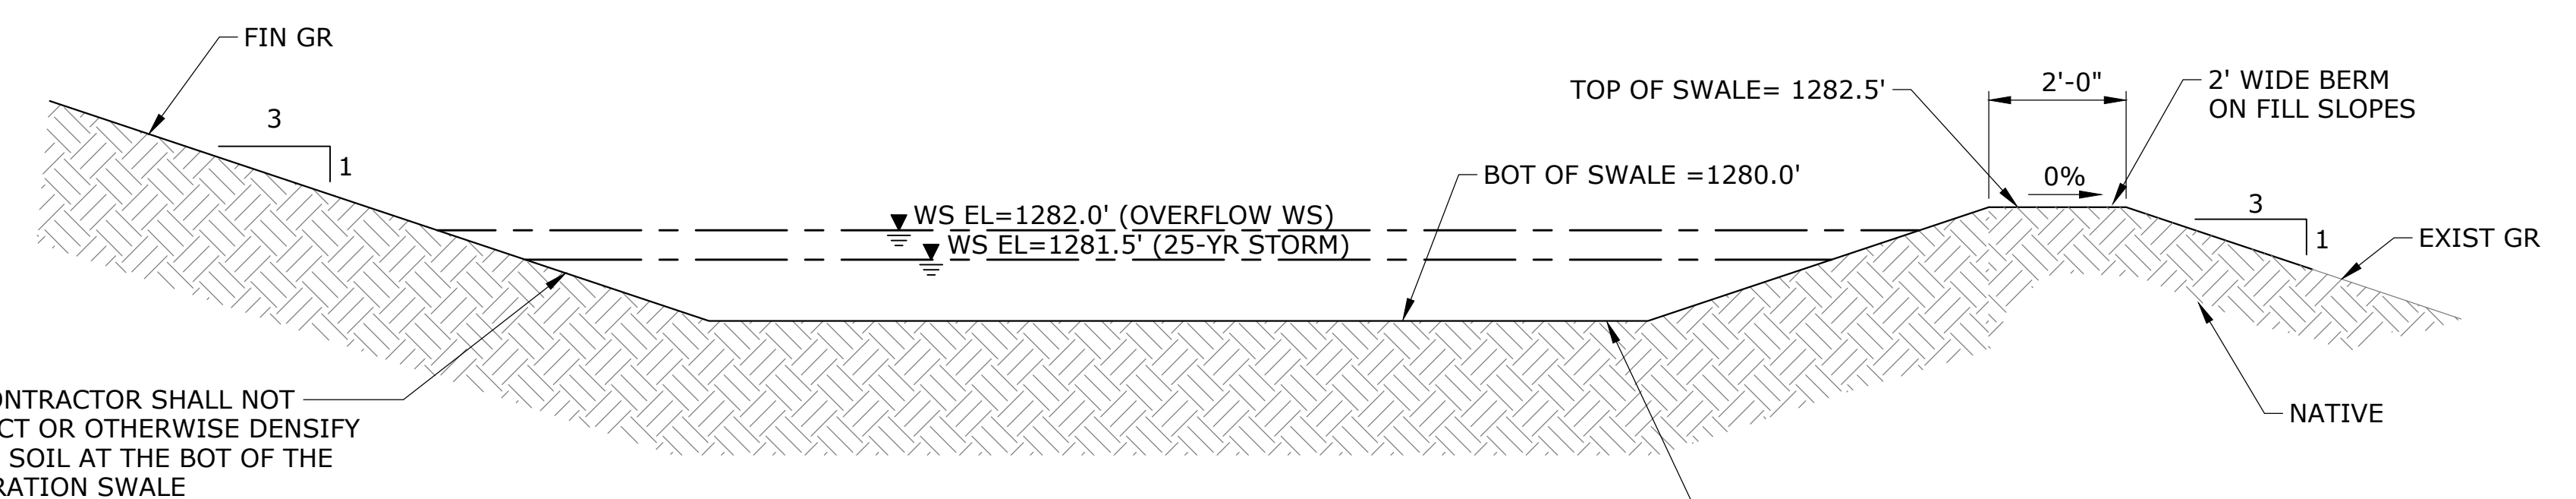 FIN GR
3
1
TOP OF SWALE= 1282.5'
2'-0"
2' WIDE BERM
ON FILL SLOPES
BOT OF SWALE =1280.0'
0%
WS EL=1282.0' (OVERFLOW WS)
WS EL=1281.5' (25-YR STORM)
3
1
EXIST GR
NATIVE
ONTRACTOR SHALL NOT
CT OR OTHERWISE DENSIFY
SOIL AT THE BOT OF THE
RATION SWALE